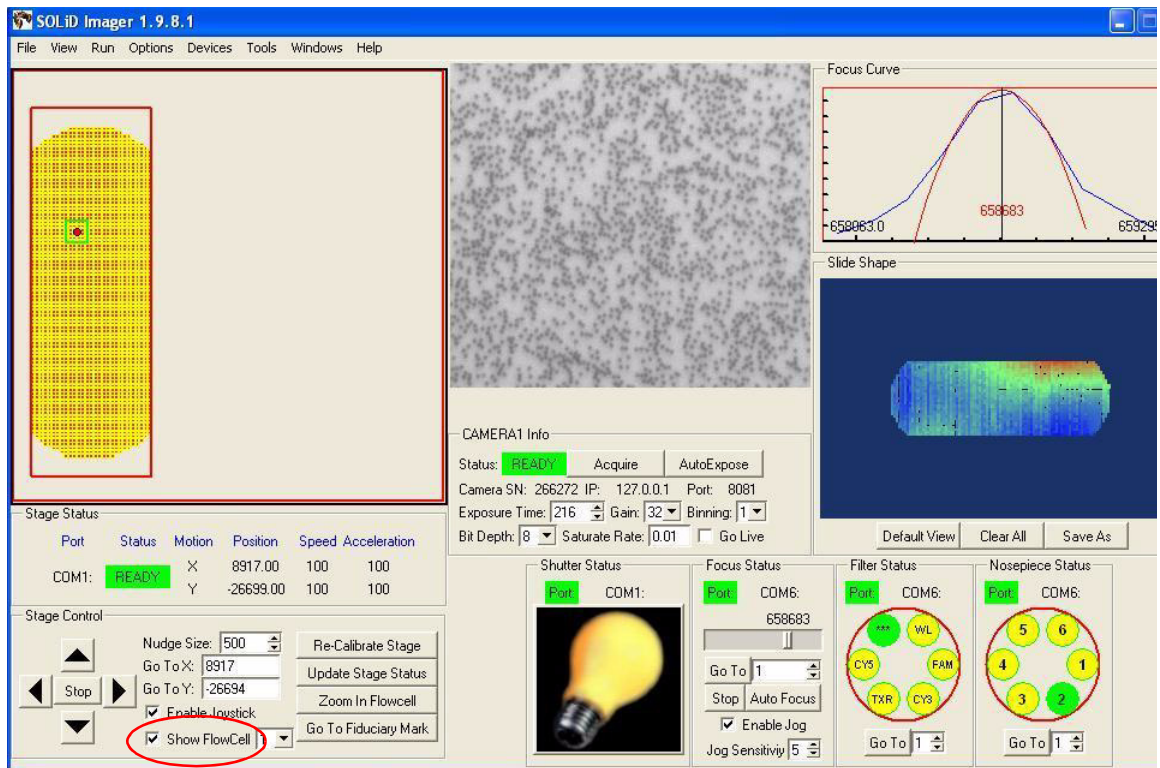 SOLiD Imager 1.9.8.1
File View Run Options Devices Tools Windows Help
Focus Curve
658683
658063.0
659295
Slide Shape
Default View Clear All Save As
CAMERA1 Info
Status: READY Acquire AutoExpose
Camera SN: 266272 IP: 127.0.0.1 Port: 8081
Exposure Time: 216 Gain: 32 Binning: 1
Bit Depth: 8 Saturate Rate: 0.01 Go Live
Stage Status
Port Status Motion Position Speed Acceleration
COM1: READY
X 8917.00 100 100
Y -26699.00 100 100
Stage Control
Stop
Nudge Size: 500
Go To X: 8917
Go To Y: -26694
Enable Joystick
Show FlowCell
Re-Calibrate Stage
Update Stage Status
Zoom In Flowcell
Go To Fiduciary Mark
Shutter Status
Port: COM1:
Focus Status
Port: COM6:
658683
Go To 1
Stop Auto Focus
Enable Jog
Jog Sensitiviy 5
Filter Status
Port: COM6:
*** WL
CY5 FAM
TXR CY3
Go To 1
Nosepiece Status
Port: COM6:
5 6
4 1
3 2
Go To 1